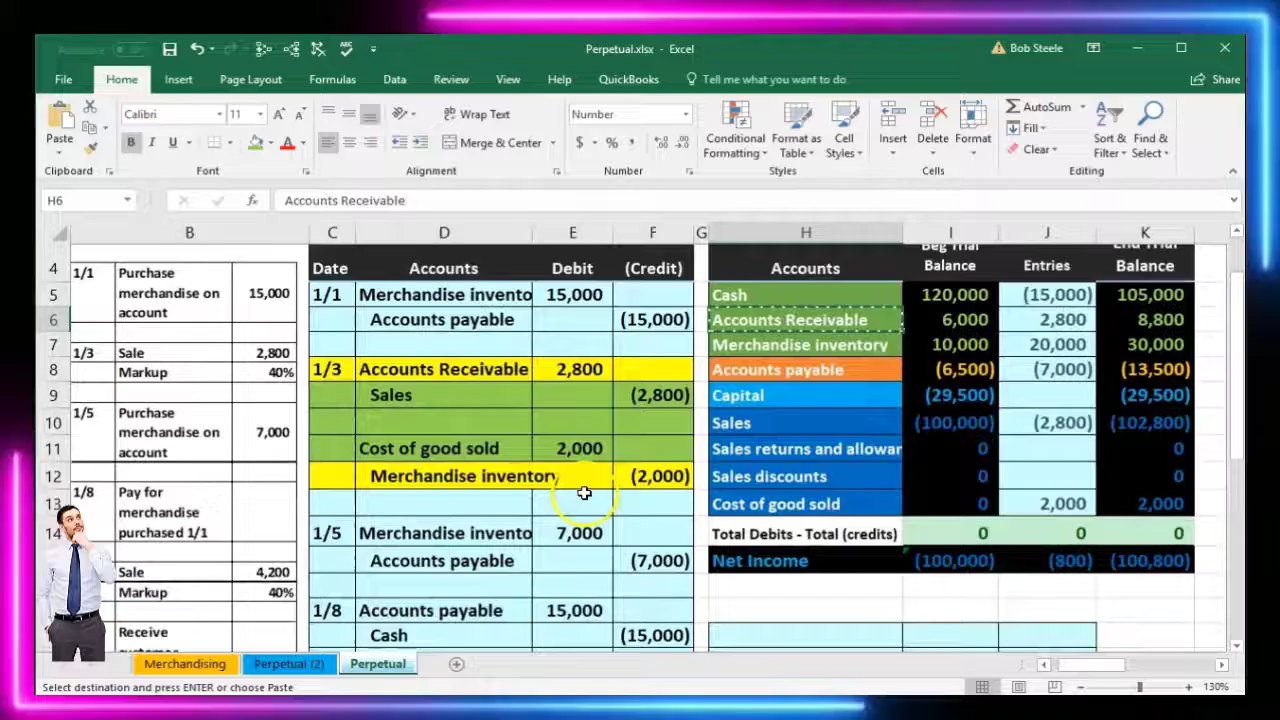 Perpetual.xlsx - Excel
Bob Steele
File Home Insert Page Layout Formulas Data Review View Help QuickBooks Tell me what you want to do Share
Paste
Clipboard
Calibri 11
B I U
Font
Wrap Text
Merge & Center
Alignment
Number
$ % ,
Number
Conditional Formatting
Format as Table
Cell Styles
Styles
Insert Delete Format
Cells
AutoSum
Fill
Clear
Sort & Filter
Find & Select
Editing
H6 fx Accounts Receivable
B C D E F G H I J K
4 Date Accounts Debit (Credit) Accounts Balance Entries Balance
5 1/1 Merchandise invento 15,000 Cash 120,000 (15,000) 105,000
6 Accounts payable (15,000) Accounts Receivable 6,000 2,800 8,800
7 Merchandise inventory 10,000 20,000 30,000
8 1/3 Accounts Receivable 2,800 Accounts payable (6,500) (7,000) (13,500)
9 Sales (2,800) Capital (29,500) (29,500)
10 Sales (100,000) (2,800) (102,800)
11 Cost of good sold 2,000 Sales returns and allowar 0 0
12 Merchandise inventory (2,000) Sales discounts 0 0
13 Cost of good sold 0 2,000 2,000
14 1/5 Merchandise invento 7,000 Total Debits - Total (credits) 0 0 0
Accounts payable (7,000) Net Income (100,000) (800) (100,800)
1/8 Accounts payable 15,000
Cash (15,000)
1/1 Purchase
merchandise on 15,000
account
1/3 Sale 2,800
Markup 40%
1/5 Purchase
merchandise on 7,000
account
1/8 Pay for
merchandise
purchased 1/1
Sale 4,200
Markup 40%
Receive
Merchandising Perpetual (2) Perpetual
Select destination and press ENTER or choose Paste 130%